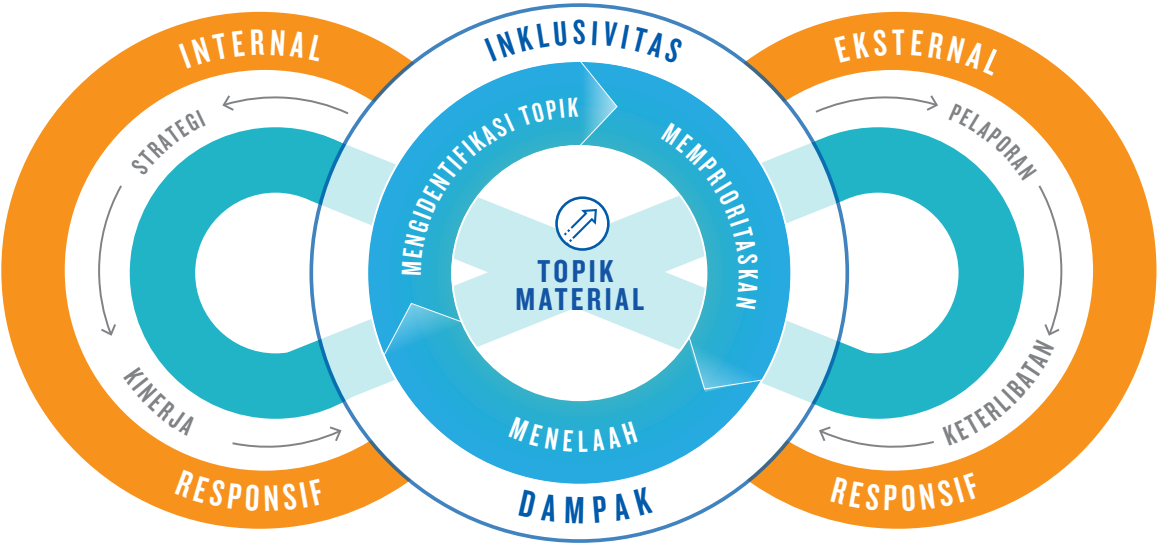 INTERNAL
STRATEGI
KINERJA
RESPONSIF
INKLUSIVITAS
MENGIDENTIFIKASI TOPIK
MEMPRIORITASKAN
MENELAAH
TOPIK
MATERIAL
DAMPAK
EKSTERNAL
PELAPORAN
KETERLIBATAN
RESPONSIF